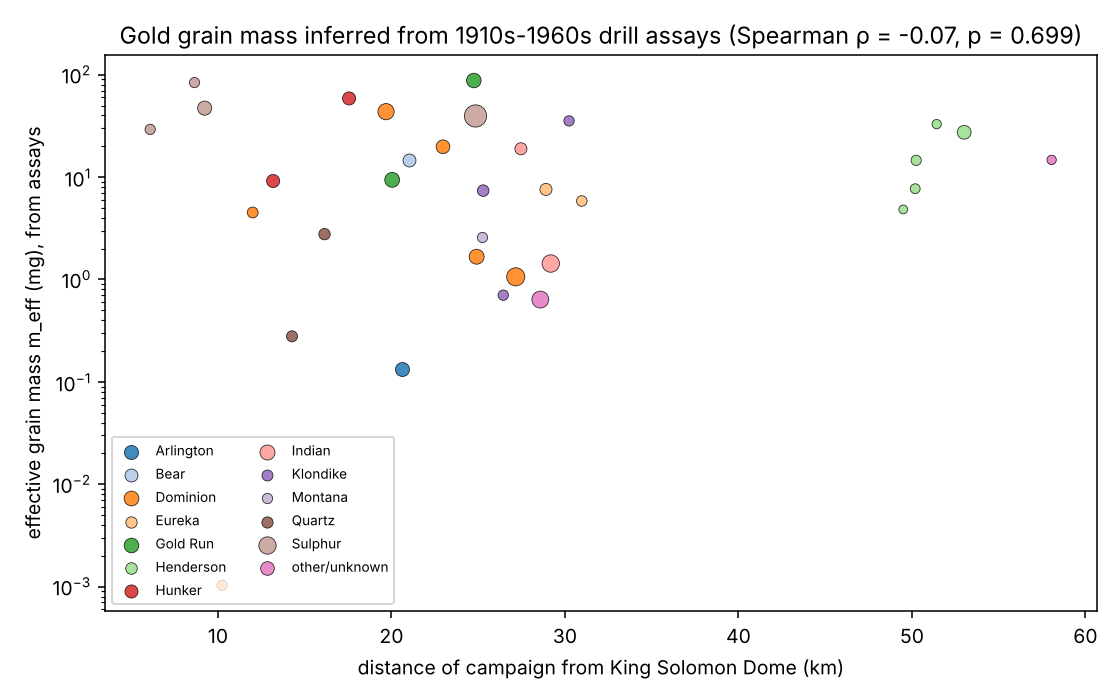 Gold grain mass inferred from 1910s-1960s drill assays (Spearman ρ = -0.07, p = 0.699)
effective grain mass m_eff (mg), from assays
10²
10¹
10⁰
10⁻¹
10⁻²
10⁻³
Arlington
Bear
Dominion
Eureka
Gold Run
Henderson
Hunker
Indian
Klondike
Montana
Quartz
Sulphur
other/unknown
10
20
30
40
50
60
distance of campaign from King Solomon Dome (km)